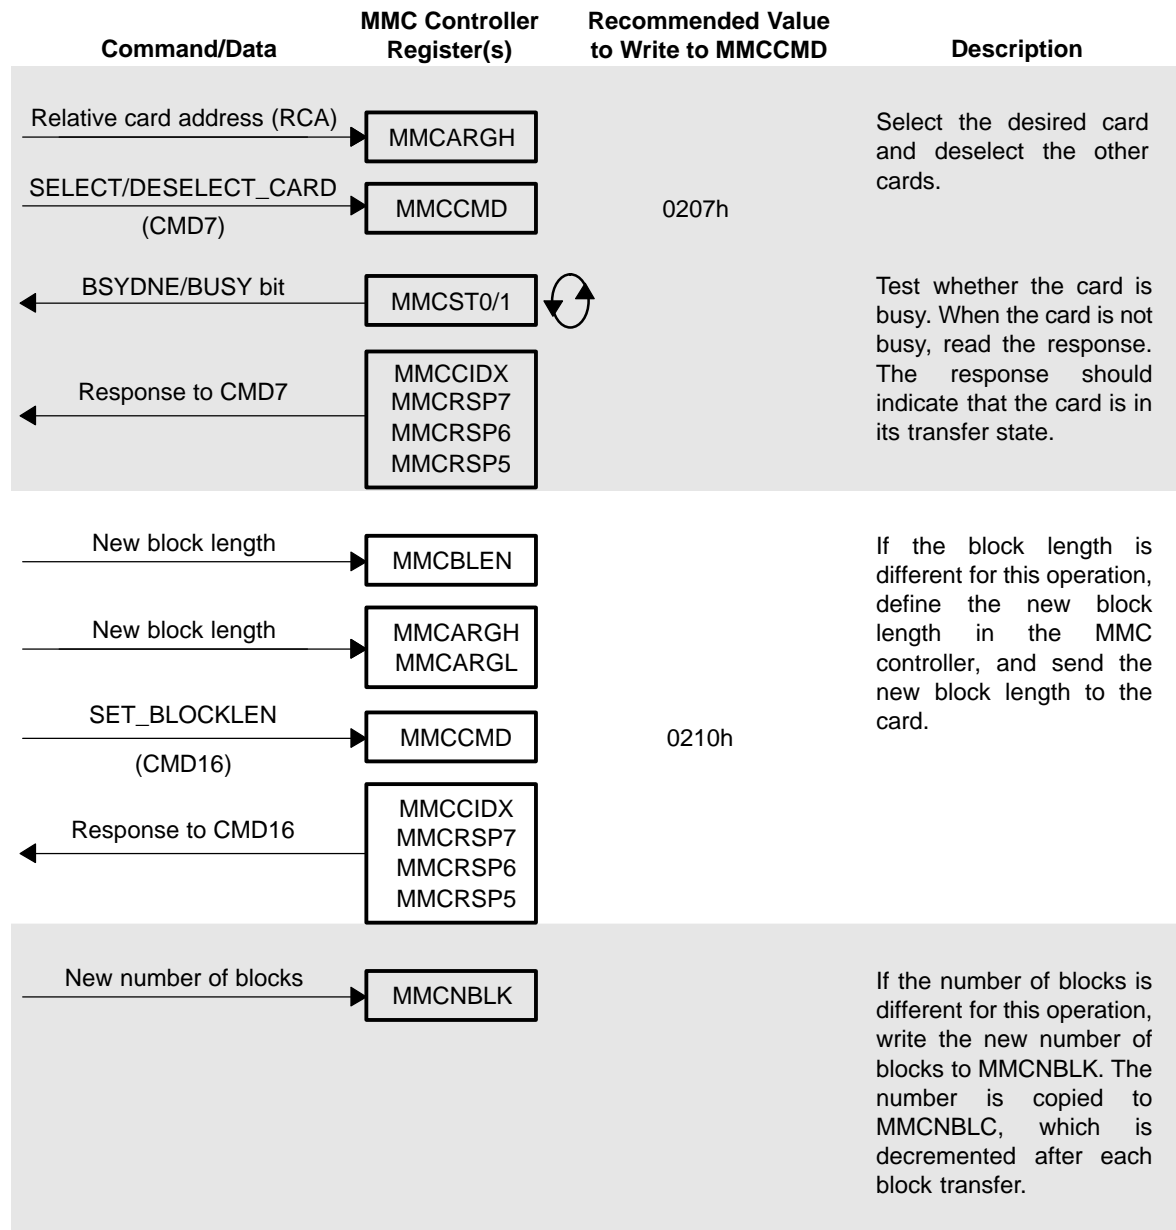 Command/Data
MMC Controller
Register(s)
Recommended Value
to Write to MMCCMD
Description
Relative card address (RCA)
MMCARGH
Select the desired card
and deselect the other
cards.
SELECT/DESELECT_CARD
(CMD7)
MMCCMD
0207h
BSYDNE/BUSY bit
MMCST0/1
Test whether the card is
busy. When the card is not
busy, read the response.
The response should
indicate that the card is in
its transfer state.
Response to CMD7
MMCCIDX
MMCRSP7
MMCRSP6
MMCRSP5
New block length
MMCBLEN
If the block length is
different for this operation,
define the new block
length in the MMC
controller, and send the
new block length to the
card.
New block length
MMCARGH
MMCARGL
SET_BLOCKLEN
(CMD16)
MMCCMD
0210h
Response to CMD16
MMCCIDX
MMCRSP7
MMCRSP6
MMCRSP5
New number of blocks
MMCNBLK
If the number of blocks is
different for this operation,
write the new number of
blocks to MMCNBLK. The
number is copied to
MMCNBLC, which is
decremented after each
block transfer.